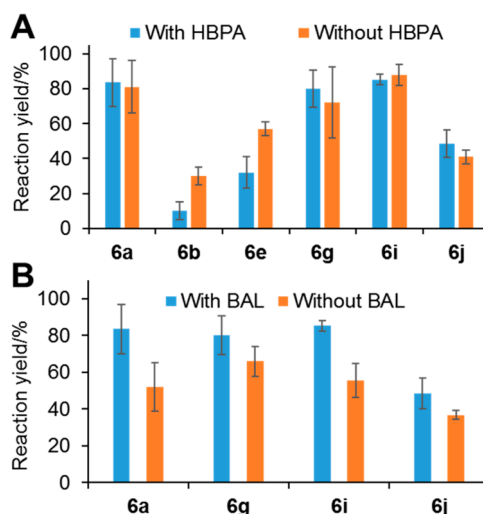 A
With HBPA Without HBPA
Reaction yield/%
100
80
60
40
20
0
6a 6b 6e 6g 6i 6j
B
With BAL Without BAL
Reaction yield/%
100
80
60
40
20
0
6a 6g 6i 6j